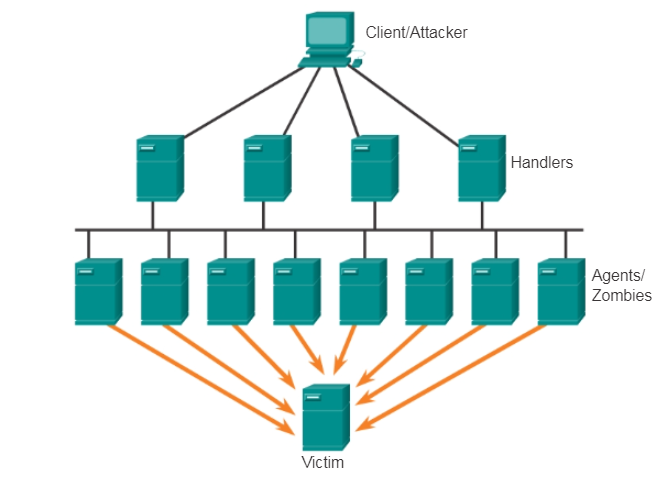 Client/Attacker
Handlers
Agents/
Zombies
Victim